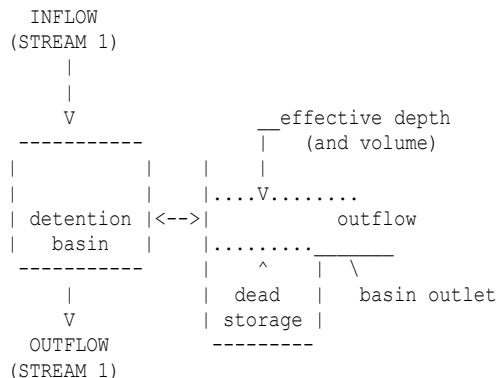 INFLOW
(STREAM 1)
V
effective depth
(and volume)
V
detention <--> outflow
basin
^
dead basin outlet
V storage
OUTFLOW
(STREAM 1)